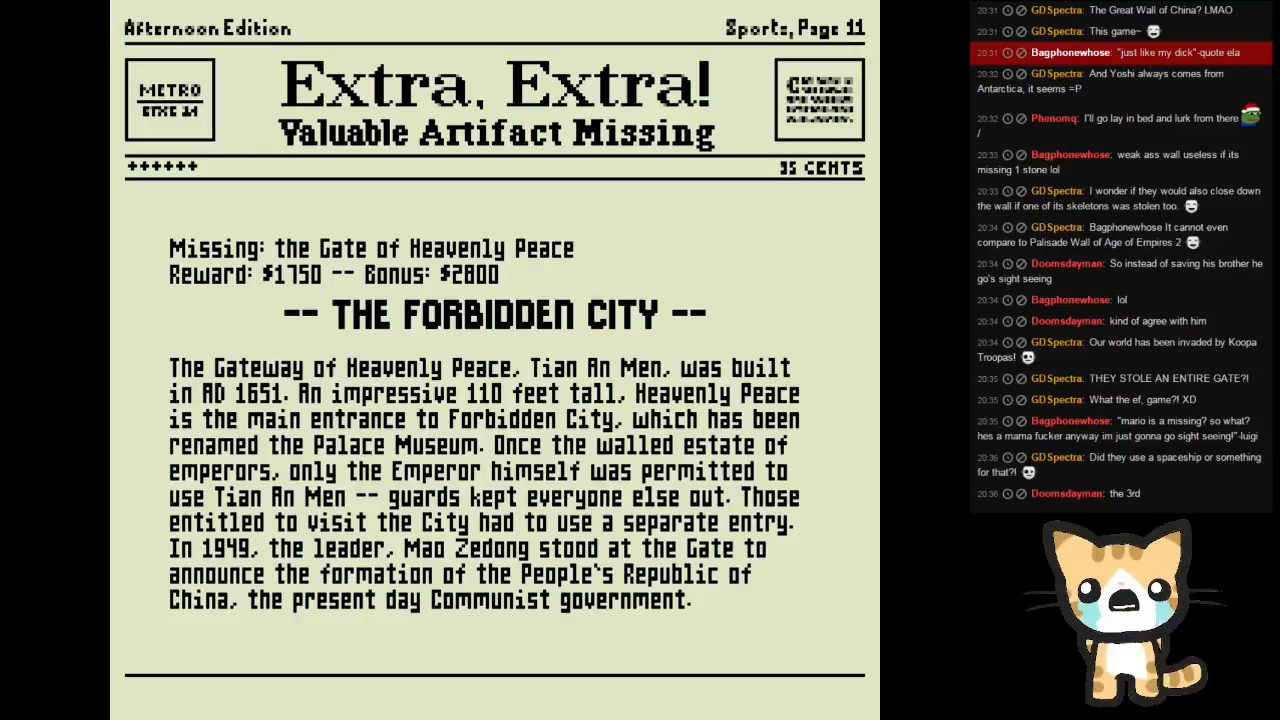 Afternoon Edition
Sports, Page 11
METRO
Extra, Extra!
Valuable Artifact Missing
++++++
35 CENTS
Missing: the Gate of Heavenly Peace
Reward: $1750 -- Bonus: $2800
-- THE FORBIDDEN CITY --
The Gateway of Heavenly Peace, Tian An Men, was built
in AD 1651. An impressive 110 feet tall, Heavenly Peace
is the main entrance to Forbidden City, which has been
renamed the Palace Museum. Once the walled estate of
emperors, only the Emperor himself was permitted to
use Tian An Men -- guards kept everyone else out. Those
entitled to visit the City had to use a separate entry.
In 1949, the leader, Mao Zedong stood at the Gate to
announce the formation of the People's Republic of
China, the present day Communist government.
20:31 GDSpectra: The Great Wall of China? LMAO
20:31 GDSpectra: This game~
20:31 Bagphonewhose: "just like my dick"-quote ela
20:32 GDSpectra: And Yoshi always comes from
Antarctica, it seems =P
20:32 Phenomq: I'll go lay in bed and lurk from there
/
20:33 Bagphonewhose: weak ass wall useless if its
missing 1 stone lol
20:33 GDSpectra: I wonder if they would also close down
the wall if one of its skeletons was stolen too.
20:34 GDSpectra: Bagphonewhose It cannot even
compare to Palisade Wall of Age of Empires 2
20:34 Doomsdayman: So instead of saving his brother he
go's sight seeing
20:34 Bagphonewhose: lol
20:34 Doomsdayman: kind of agree with him
20:34 GDSpectra: Our world has been invaded by Koopa
Troopas!
20:35 GDSpectra: THEY STOLE AN ENTIRE GATE?!
20:35 GDSpectra: What the ef, game?! XD
20:35 Bagphonewhose: "mario is a missing? so what?
hes a mama fucker anyway im just gonna go sight seeing!"-luigi
20:36 GDSpectra: Did they use a spaceship or something
for that?!
20:36 Doomsdayman: the 3rd